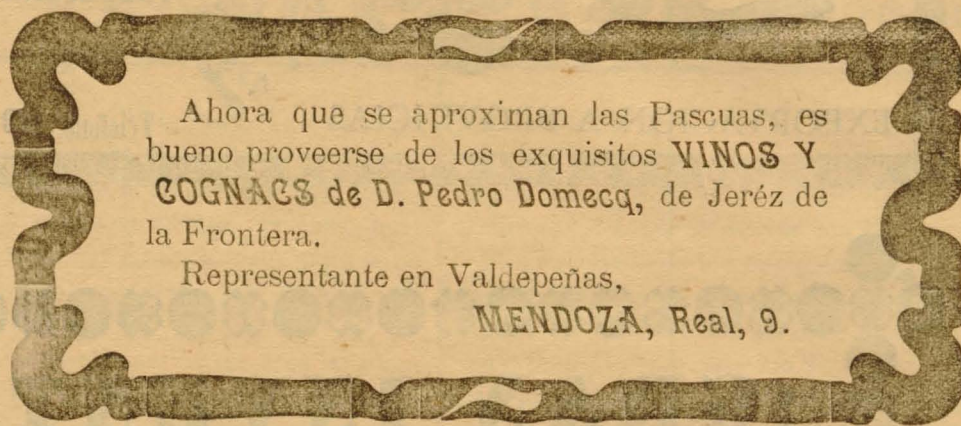 Ahora que se aproximan las Pascuas, es
bueno proveerse de los exquisitos VINOS Y
COGNACS de D. Pedro Domecq, de Jeréz de
la Frontera.
Representante en Valdepeñas,
MENDOZA, Real, 9.